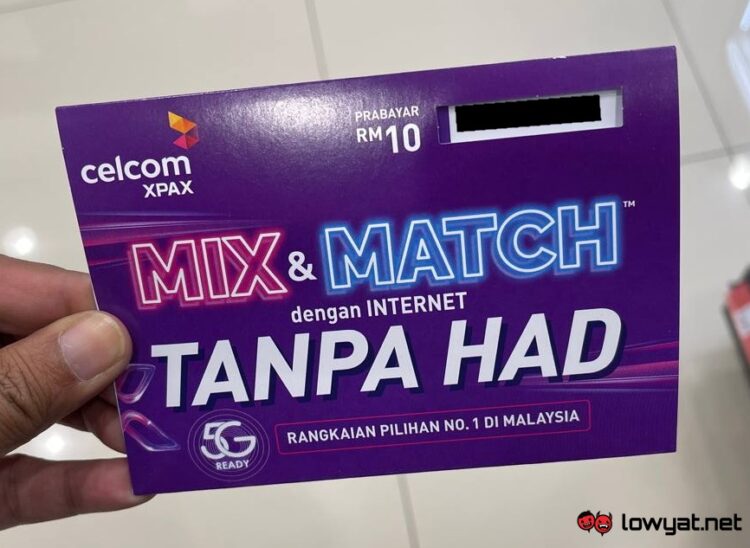 celcom
XPAX
PRABAYAR
RM10
MIX & MATCH™
dengan INTERNET
TANPA HAD
5G
READY
RANGKAIAN PILIHAN NO. 1 DI MALAYSIA
lowyat.net